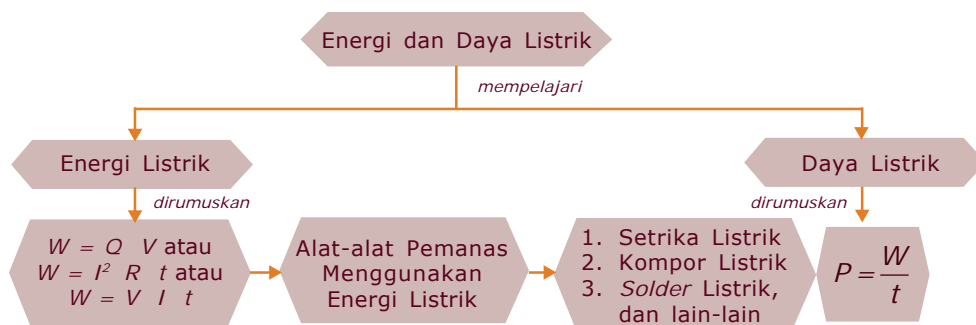 Energi dan Daya Listrik
mempelajari
Energi Listrik
Daya Listrik
dirumuskan
dirumuskan
W = Q V atau
W = I² R t atau
W = V I t
Alat-alat Pemanas
Menggunakan
Energi Listrik
1. Setrika Listrik
2. Kompor Listrik
3. Solder Listrik,
dan lain-lain
P = W/t